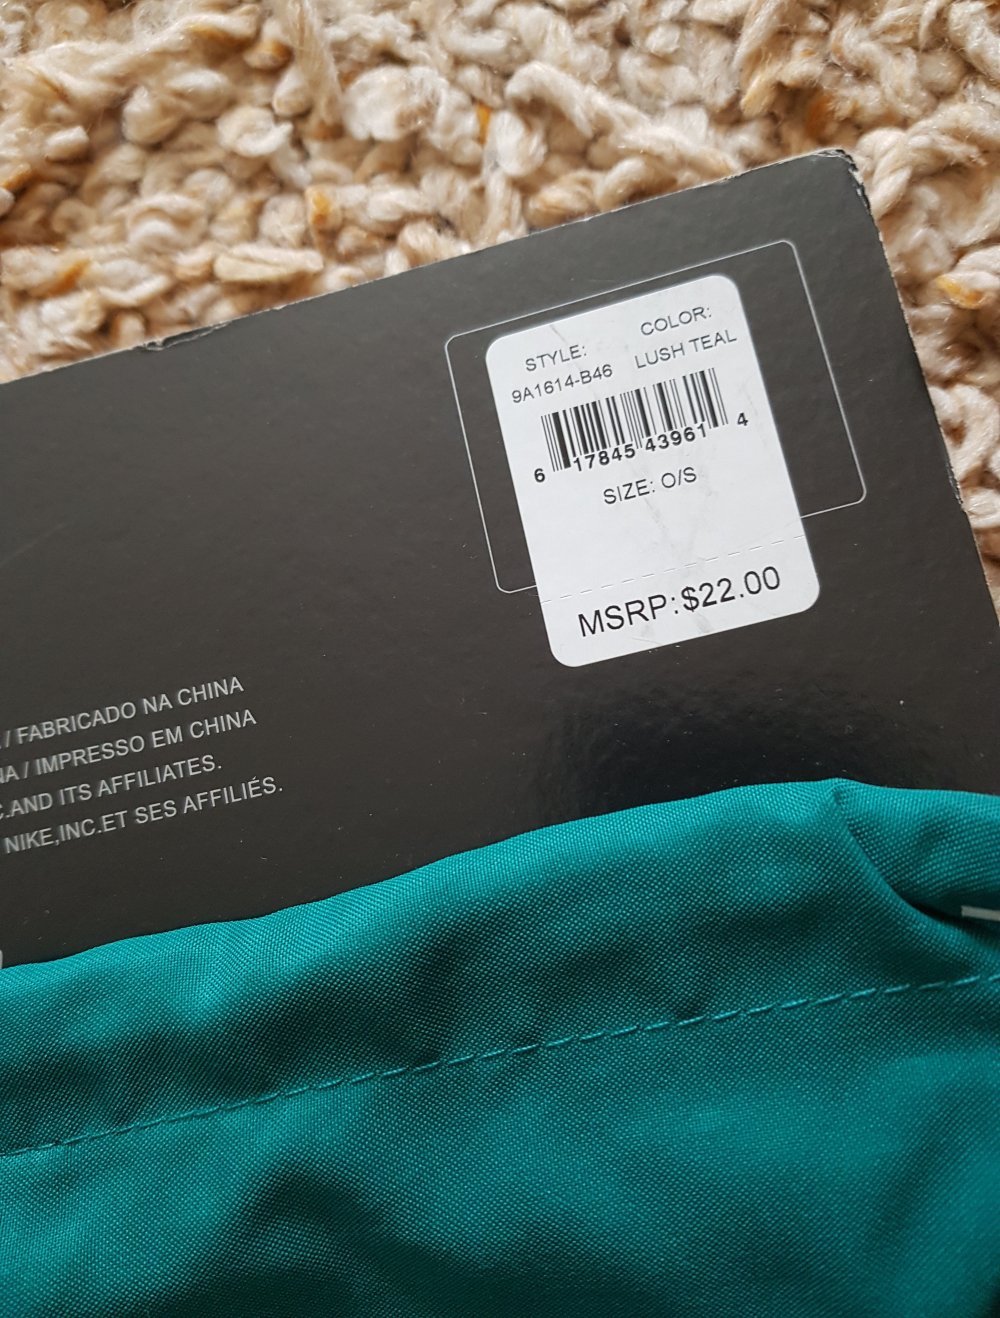 STYLE:
COLOR:
9A1614-B46
LUSH TEAL
6 17845 43961 4
SIZE: O/S
MSRP:$22.00
/ FABRICADO NA CHINA
/ IMPRESSO EM CHINA
AND ITS AFFILIATES.
NIKE,INC.ET SES AFFILIÉS.